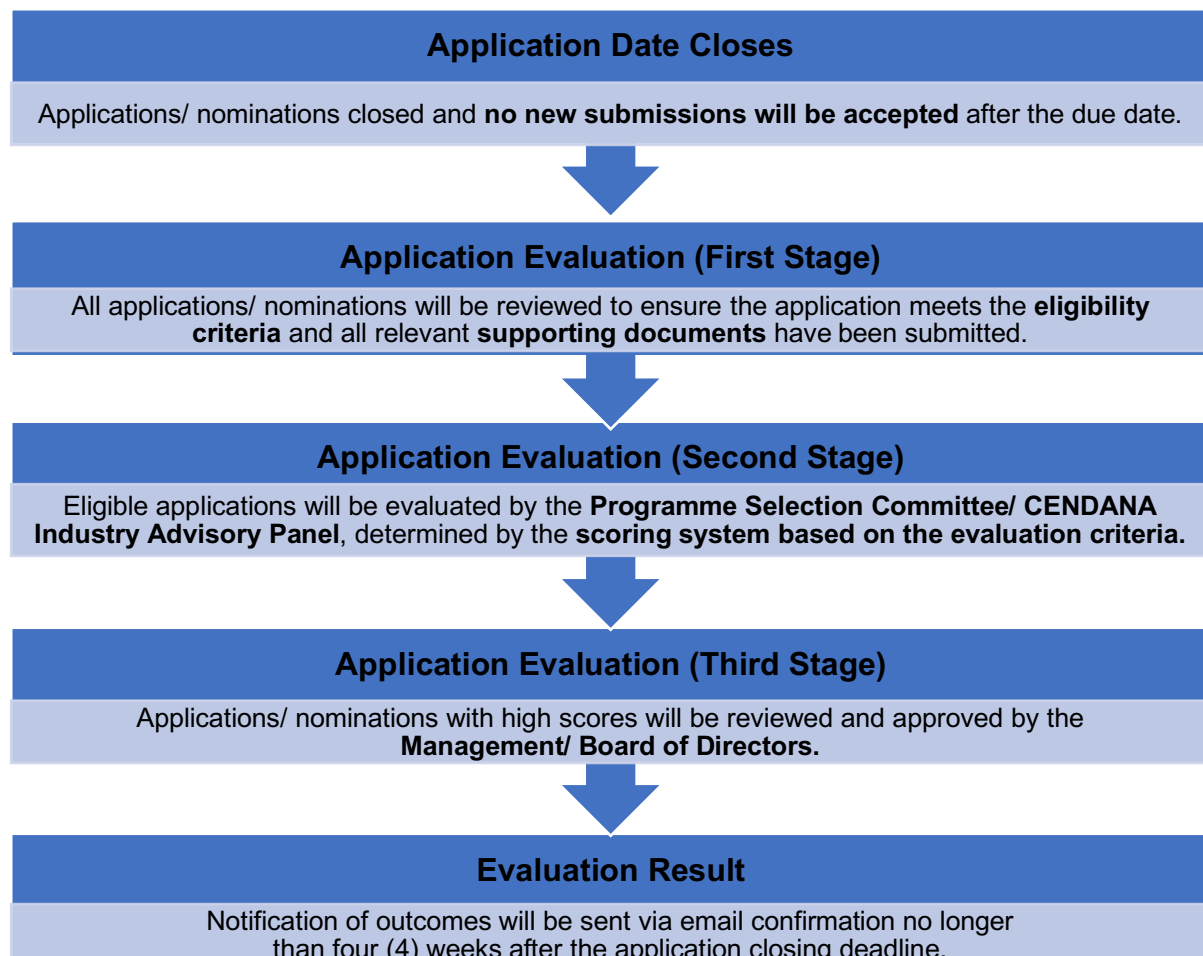 Application Date Closes
Applications/ nominations closed and no new submissions will be accepted after the due date.
Application Evaluation (First Stage)
All applications/ nominations will be reviewed to ensure the application meets the eligibility
criteria and all relevant supporting documents have been submitted.
Application Evaluation (Second Stage)
Eligible applications will be evaluated by the Programme Selection Committee/ CENDANA
Industry Advisory Panel, determined by the scoring system based on the evaluation criteria.
Application Evaluation (Third Stage)
Applications/ nominations with high scores will be reviewed and approved by the
Management/ Board of Directors.
Evaluation Result
Notification of outcomes will be sent via email confirmation no longer
than four (4) weeks after the application closing deadline.